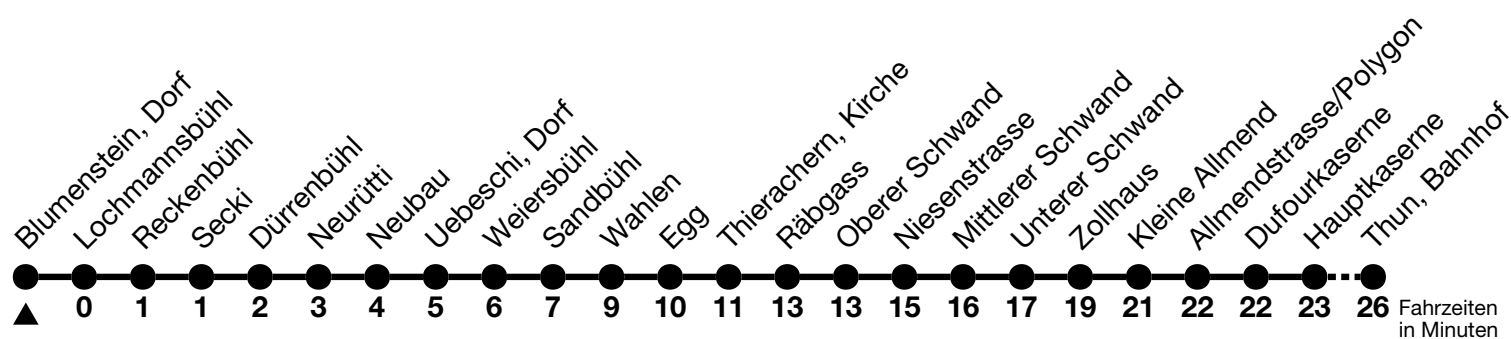 Blumenstein, Dorf
Lochmannsbühl
Reckenbühl
Secki
Dürrenbühl
Neurütti
Neubau
Uebeschi, Dorf
Weiersbühl
Sandbühl
Wahlen
Egg
Thierachern, Kirche
Räbgass
Oberer Schwand
Niesenstrasse
Mittlerer Schwand
Unterer Schwand
Zollhaus
Kleine Allmend
Allmendstrasse/Polygon
Dufourkaserne
Hauptkaserne
Thun, Bahnhof
0 1 1 2 3 4 5 6 7 9 10 11 13 13 15 16 17 19 21 22 22 23 26
Fahrzeiten
in Minuten